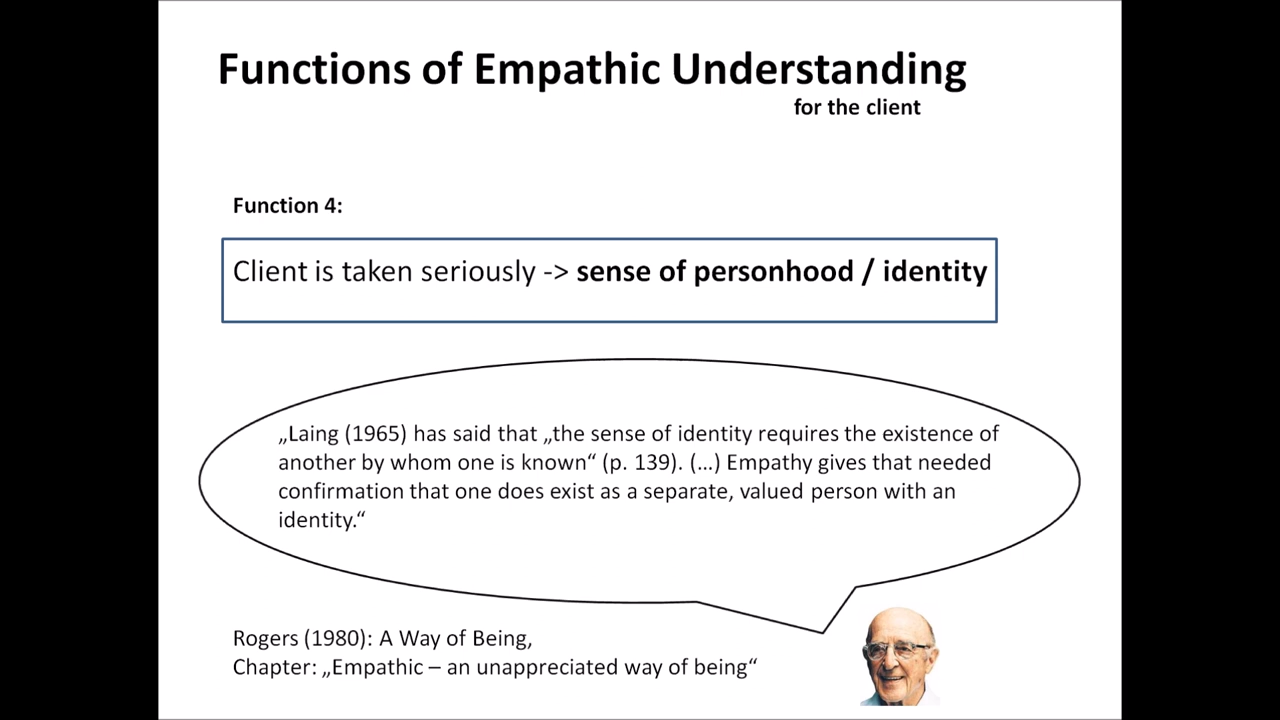 Functions of Empathic Understanding
for the client
Function 4:
Client is taken seriously -> sense of personhood / identity
„Laing (1965) has said that „the sense of identity requires the existence of
another by whom one is known“ (p. 139). (...) Empathy gives that needed
confirmation that one does exist as a separate, valued person with an
identity.“
Rogers (1980): A Way of Being,
Chapter: „Empathic – an unappreciated way of being“